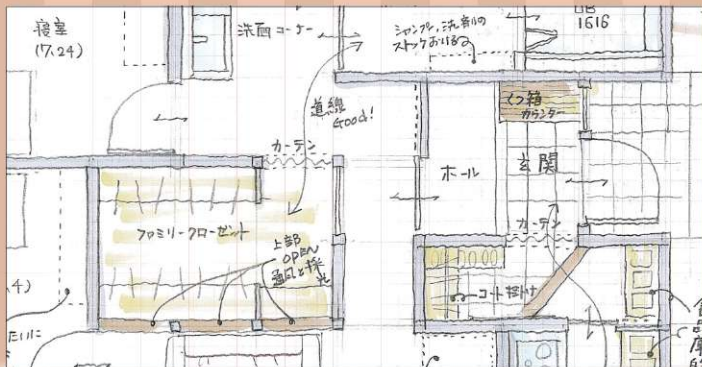 寝室
(7.24)
洗面コーナー
シャンプー、洗剤の
ストックおける
UB
1616
道線
GOOD!
くつ箱
カウンター
カーテン
ホール
玄関
カーテン
ファミリークローゼット
上部
OPEN
通風と採光
コート掛け